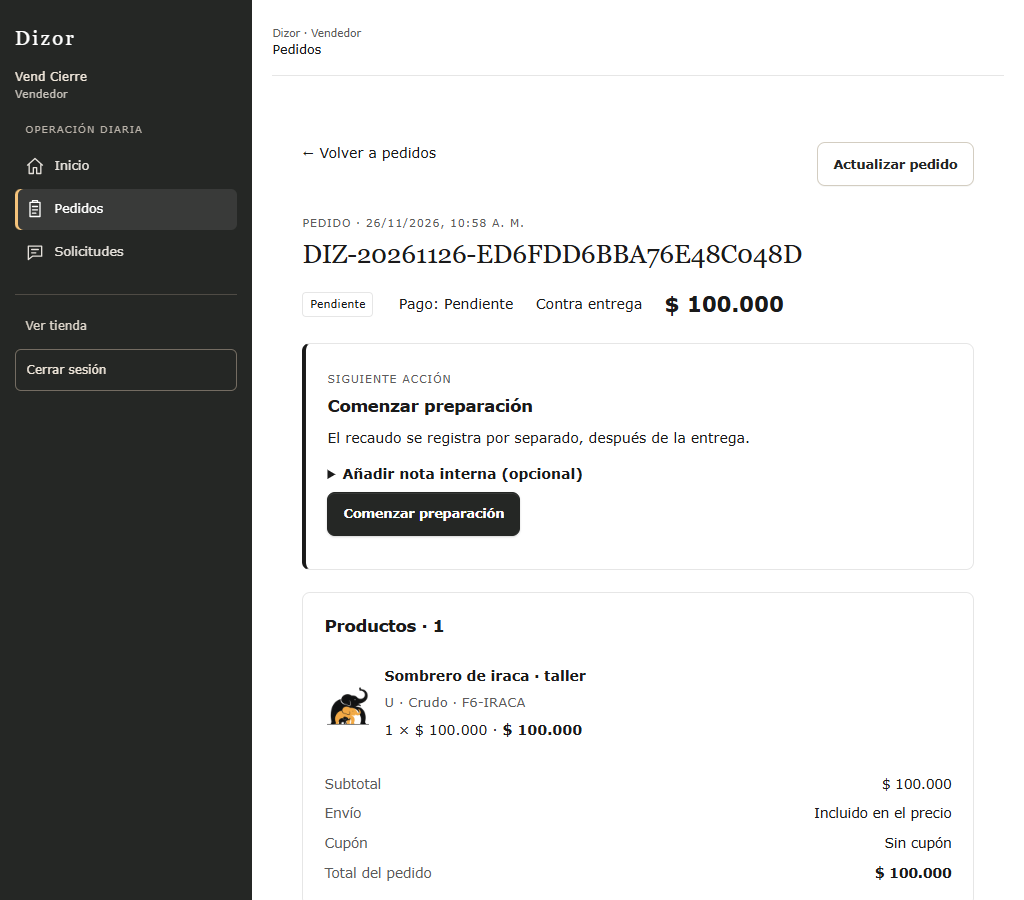 Dizor
Vend Cierre
Vendedor
OPERACIÓN DIARIA
Inicio
Pedidos
Solicitudes
Ver tienda
Cerrar sesión
Dizor · Vendedor
Pedidos
← Volver a pedidos
Actualizar pedido
PEDIDO · 26/11/2026, 10:58 A. M.
DIZ-20261126-ED6FDD6BBA76E48C048D
Pendiente Pago: Pendiente Contra entrega $ 100.000
SIGUIENTE ACCIÓN
Comenzar preparación
El recaudo se registra por separado, después de la entrega.
▶ Añadir nota interna (opcional)
Comenzar preparación
Productos · 1
Sombrero de iraca · taller
U · Crudo · F6-IRACA
1 × $ 100.000 · $ 100.000
Subtotal $ 100.000
Envío Incluido en el precio
Cupón Sin cupón
Total del pedido $ 100.000